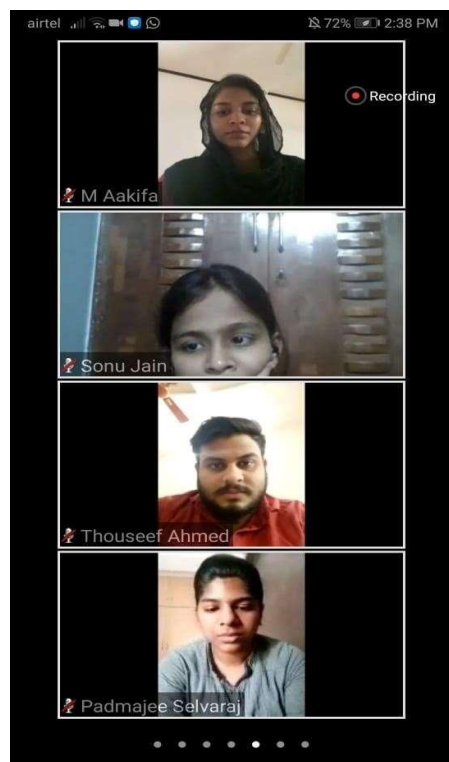 airtel 72% 2:38 PM
Recording
M Aakifa
Sonu Jain
Thouseef Ahmed
Padmajee Selvaraj